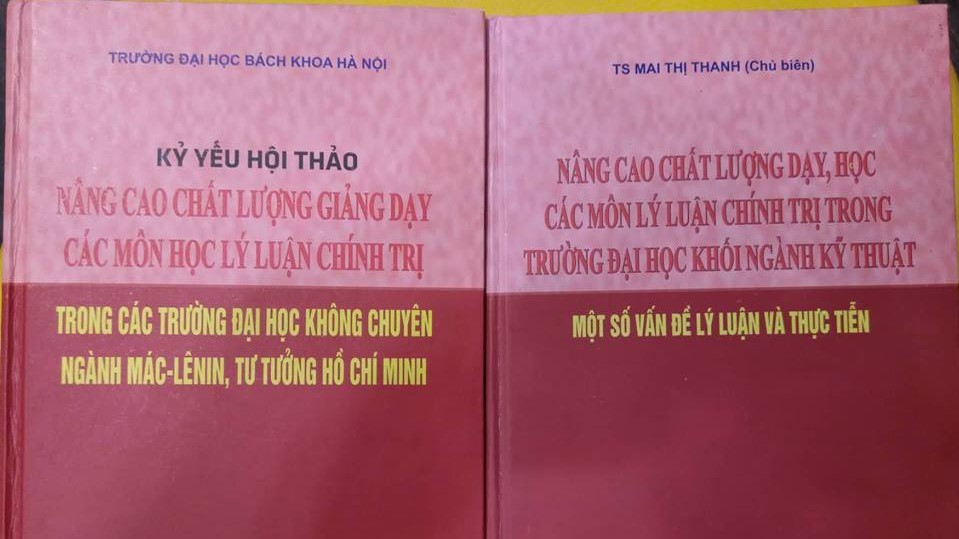 TRƯỜNG ĐẠI HỌC BÁCH KHOA HÀ NỘI
KỶ YẾU HỘI THẢO
NÂNG CAO CHẤT LƯỢNG GIẢNG DẠY
CÁC MÔN HỌC LÝ LUẬN CHÍNH TRỊ
TRONG CÁC TRƯỜNG ĐẠI HỌC KHÔNG CHUYÊN
NGÀNH MÁC-LÊNIN, TƯ TƯỞNG HỒ CHÍ MINH
TS MAI THỊ THANH (Chủ biên)
NÂNG CAO CHẤT LƯỢNG DẠY, HỌC
CÁC MÔN LÝ LUẬN CHÍNH TRỊ TRONG
TRƯỜNG ĐẠI HỌC KHỐI NGÀNH KỸ THUẬT
MỘT SỐ VẤN ĐỀ LÝ LUẬN VÀ THỰC TIỄN